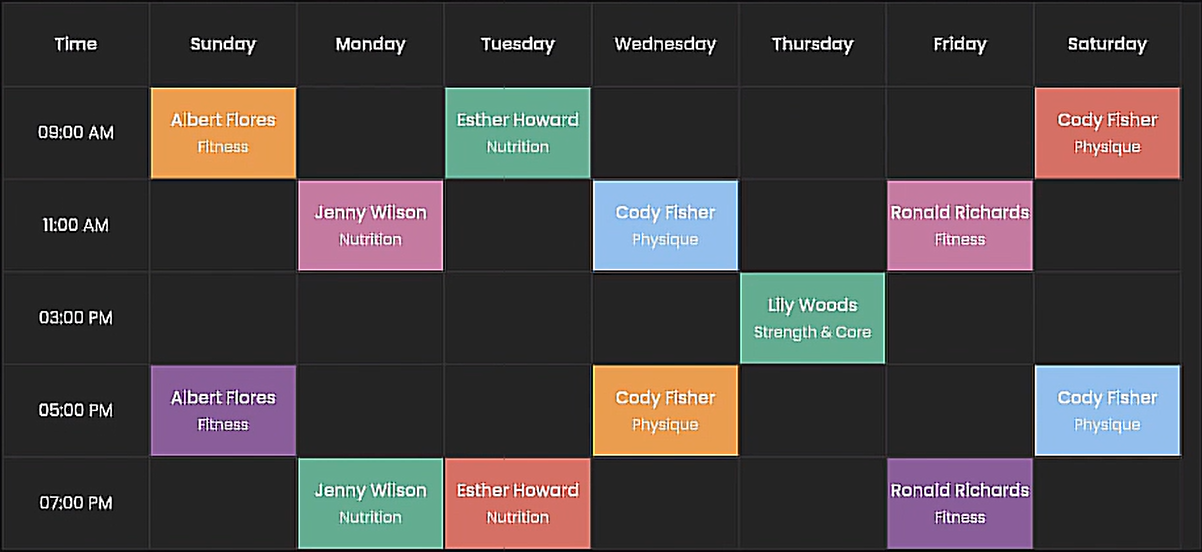 Time Sunday Monday Tuesday Wednesday Thursday Friday Saturday
09:00 AM
Albert Flores
Fitness
Esther Howard
Nutrition
Cody Fisher
Physique
11:00 AM
Jenny Wilson
Nutrition
Cody Fisher
Physique
Ronald Richards
Fitness
03:00 PM
Lily Woods
Strength & Core
05:00 PM
Albert Flores
Fitness
Cody Fisher
Physique
Cody Fisher
Physique
07:00 PM
Jenny Wilson
Nutrition
Esther Howard
Nutrition
Ronald Richards
Fitness